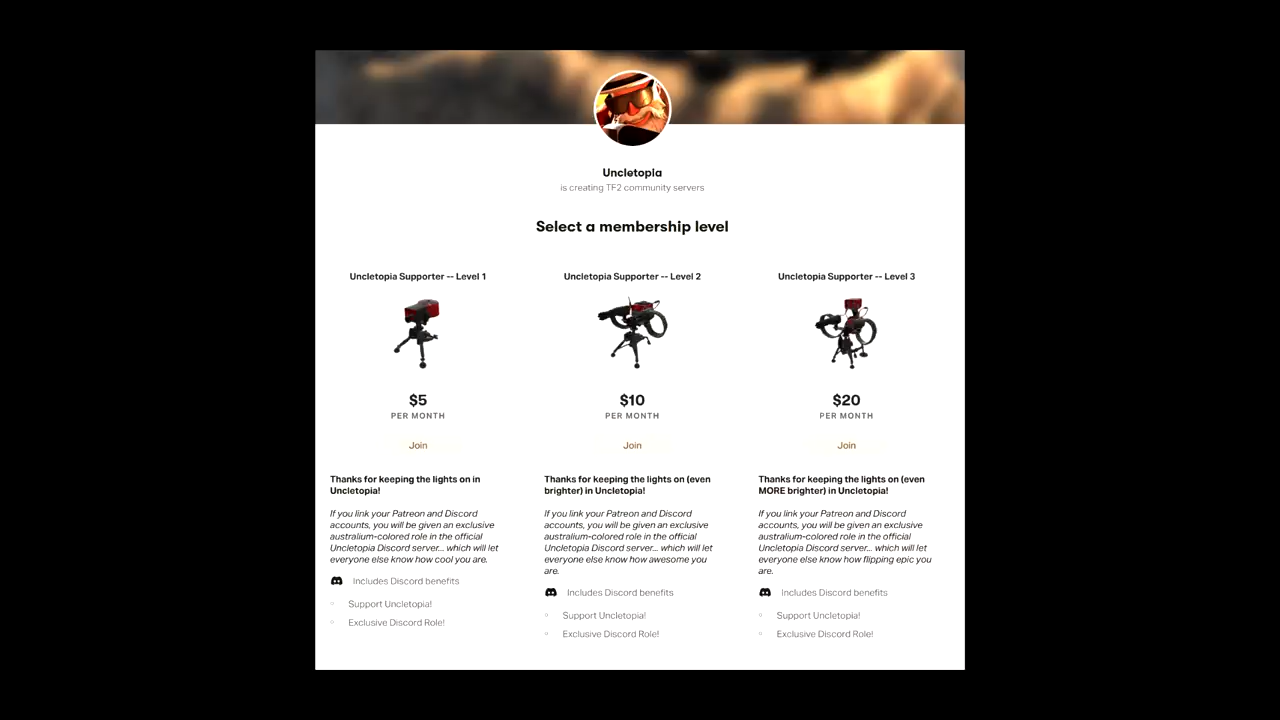 Uncletopia
is creating TF2 community servers
Select a membership level
Uncletopia Supporter -- Level 1
$5
PER MONTH
Join
Thanks for keeping the lights on in
Uncletopia!
If you link your Patreon and Discord
accounts, you will be given an exclusive
australium-colored role in the official
Uncletopia Discord server... which will let
everyone else know how cool you are.
Includes Discord benefits
Support Uncletopia!
Exclusive Discord Role!
Uncletopia Supporter -- Level 2
$10
PER MONTH
Join
Thanks for keeping the lights on (even
brighter) in Uncletopia!
If you link your Patreon and Discord
accounts, you will be given an exclusive
australium-colored role in the official
Uncletopia Discord server... which will let
everyone else know how awesome you
are.
Includes Discord benefits
Support Uncletopia!
Exclusive Discord Role!
Uncletopia Supporter -- Level 3
$20
PER MONTH
Join
Thanks for keeping the lights on (even
MORE brighter) in Uncletopia!
If you link your Patreon and Discord
accounts, you will be given an exclusive
australium-colored role in the official
Uncletopia Discord server... which will let
everyone else know how flipping epic you
are.
Includes Discord benefits
Support Uncletopia!
Exclusive Discord Role!